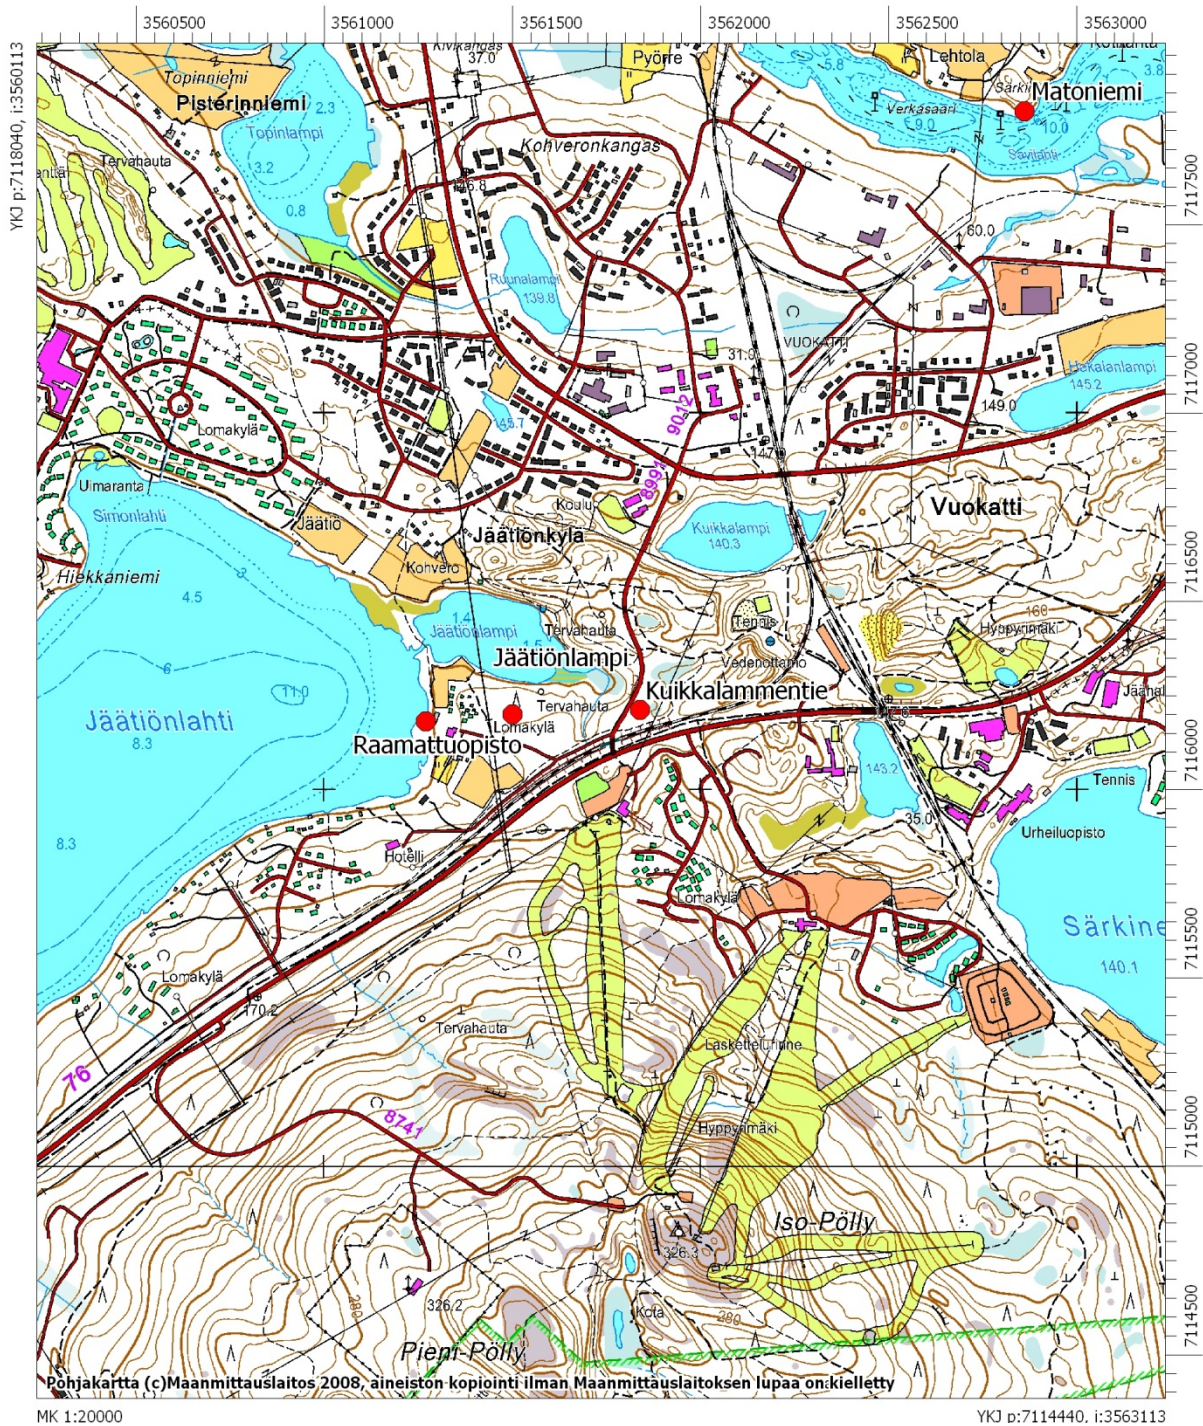 3560500 3561000 3561500 3562000 3562500 3563000
YKJ p:7118040, i:3560113
Kivikangas
37.0
Pyörre
5.8
Lehtola
3.8
Topinniemi
Pisterinniemi
2.3
Topinlampi
3.2
0.8
Tervahauta
Kohveronkangas
Verkasaari
9.0
Matoniemi
10.0
Savilahti
7117500
60.0
Ruunalampi
139.8
VUOKATTI
31.9
7117000
Hakalanlampi
145.2
149.0
9012
8991
145.7
Lomakylä
Uimaranta
Simonlahti
Jäätiö
Koulu
Jäätiönkylä
Kohvero
Kuikkalampi
140.3
Vuokatti
7116500
Hiekkaniemi
3
4.5
6
11.0
Jäätiönlahti
8.3
8.3
1.4
Jäätiönlampi
1.5
Tervahauta
Tennis
Vedenottamo
160
Hyppyrimäki
Jäätiönlampi
Kuikkalammentie
Tervahauta
Lomakylä
Raamattuopisto
7116000
143.2
35.0
Tennis
Urheiluopisto
Hotelli
Lomakylä
Särkine
140.1
7115500
Lomakylä
170.2
Tervahauta
Laskettelurinne
76
8741
Hyppyrimäki
7115000
Iso-Pölly
326.3
280
326.2
Kota
280
Pieni-Pölly
7114500
Pohjakartta (c)Maanmittauslaitos 2008, aineiston kopiointi ilman Maanmittauslaitoksen lupaa on kielletty
MK 1:20000
YKJ p:7114440, i:3563113